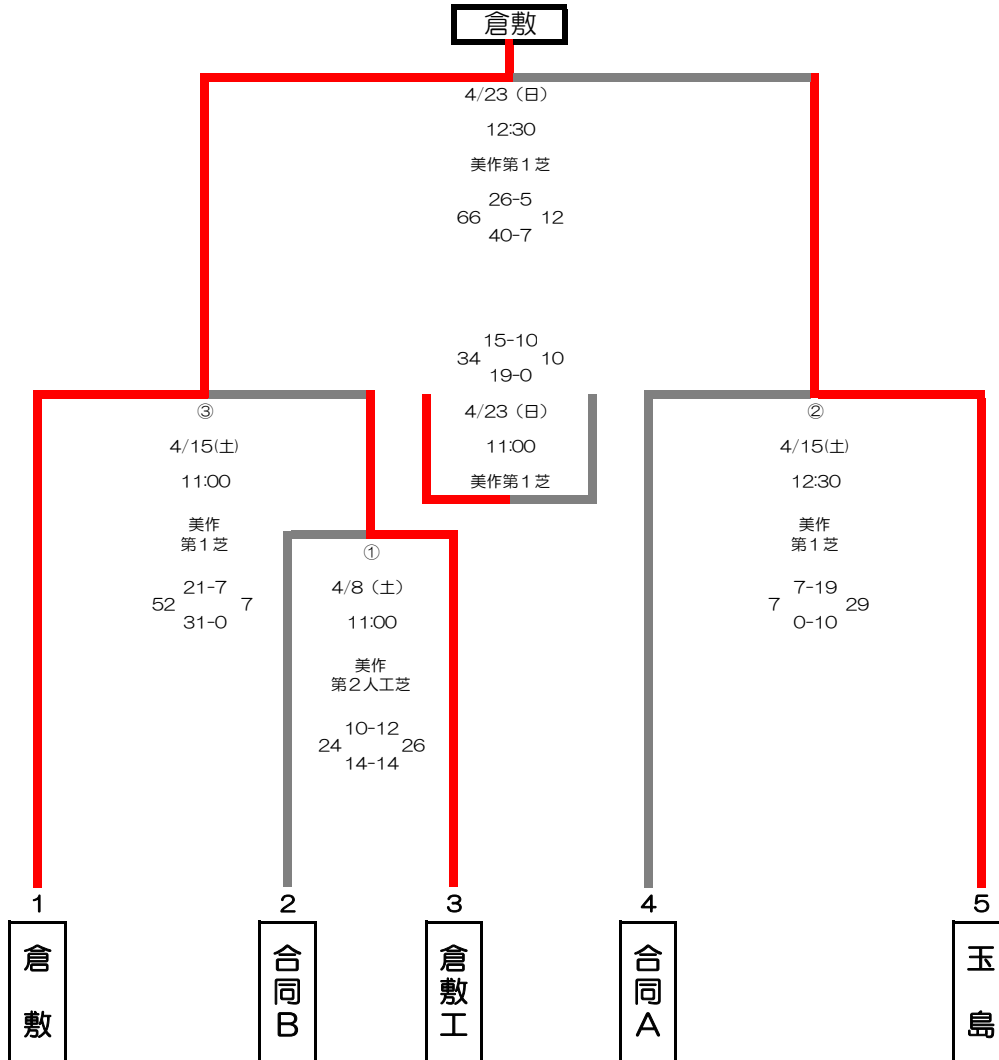 倉敷
4/23（日）
12:30
美作第１芝
26-5
66 12
40-7
15-10
34 10
19-0
4/23（日）
11:00
美作第１芝
③
4/15(土)
11:00
美作
第１芝
21-7
52 7
31-0
①
4/8（土）
11:00
美作
第２人工芝
10-12
24 26
14-14
②
4/15(土)
12:30
美作
第１芝
7-19
7 29
0-10
1 2 3 4 5
倉敷
合同B
倉敷工
合同A
玉島